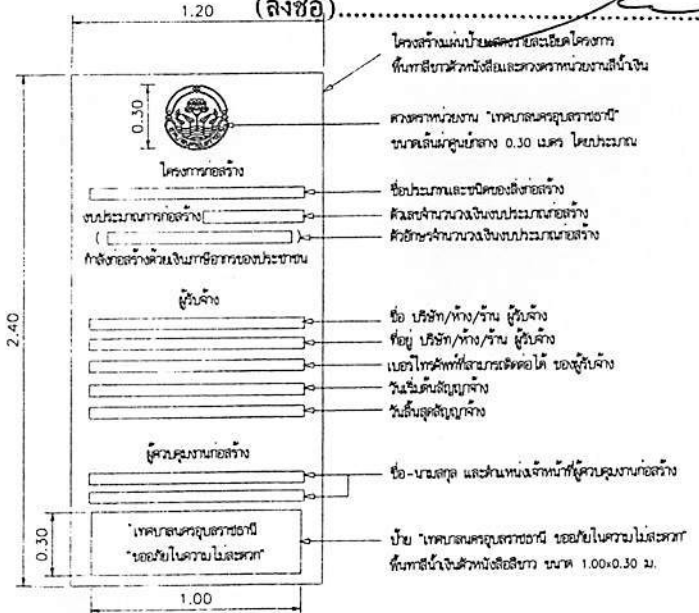 (ลงชื่อ)
1.20
โครงสร้างแผ่นป้ายแสดงรายละเอียดโครงการ
พื้นทาสีขาวตัวหนังสือและดวงตราหน่วยงานสีน้ำเงิน
0.30
ดวงตราหน่วยงาน "เทศบาลนครอุบลราชธานี"
ขนาดเส้นผ่าศูนย์กลาง 0.30 เมตร โดยประมาณ
โครงการก่อสร้าง
ชื่อประเภทและชนิดของสิ่งก่อสร้าง
งบประมาณการก่อสร้าง
ตัวเลขจำนวนวงเงินงบประมาณก่อสร้าง
( )
ตัวอักษรจำนวนวงเงินงบประมาณก่อสร้าง
กำลังก่อสร้างด้วยเงินภาษีอากรของประชาชน
2.40
ผู้รับจ้าง
ชื่อ บริษัท/ห้าง/ร้าน ผู้รับจ้าง
ที่อยู่ บริษัท/ห้าง/ร้าน ผู้รับจ้าง
เบอร์โทรศัพท์ที่สามารถติดต่อได้ ของผู้รับจ้าง
วันเริ่มต้นสัญญาจ้าง
วันสิ้นสุดสัญญาจ้าง
ผู้ควบคุมงานก่อสร้าง
ชื่อ-นามสกุล และตำแหน่งเจ้าหน้าที่ผู้ควบคุมงานก่อสร้าง
0.30
"เทศบาลนครอุบลราชธานี
"ขออภัยในความไม่สะดวก"
ป้าย "เทศบาลนครอุบลราชธานี ขออภัยในความไม่สะดวก"
พื้นทาสีน้ำเงินตัวหนังสือสีขาว ขนาด 1.00x0.30 ม.
1.00